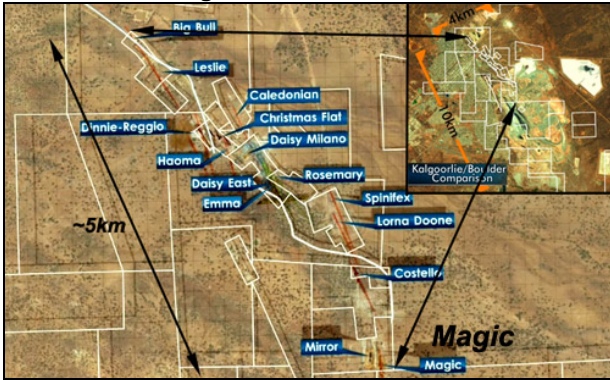 Big Bull
4km
Leslie
Caledonian
Christmas Flat
Dinnie-Reggio
Daisy Milano
10km
Haoma
Kalgoorlie/Boulder
Comparison
Rosemary
Daisy East
Spinifex
Emma
~5km
Lorna Doone
Costello
Magic
Mirror
Magic